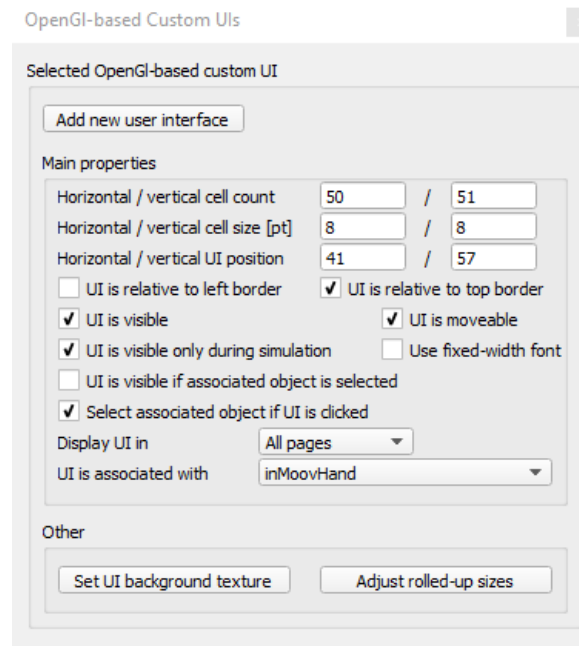 OpenGl-based Custom UIs
Selected OpenGl-based custom UI
Add new user interface
Main properties
Horizontal / vertical cell count 50 / 51
Horizontal / vertical cell size [pt] 8 / 8
Horizontal / vertical UI position 41 / 57
UI is relative to left border UI is relative to top border
UI is visible UI is moveable
UI is visible only during simulation Use fixed-width font
UI is visible if associated object is selected
Select associated object if UI is clicked
Display UI in All pages
UI is associated with inMoovHand
Other
Set UI background texture Adjust rolled-up sizes